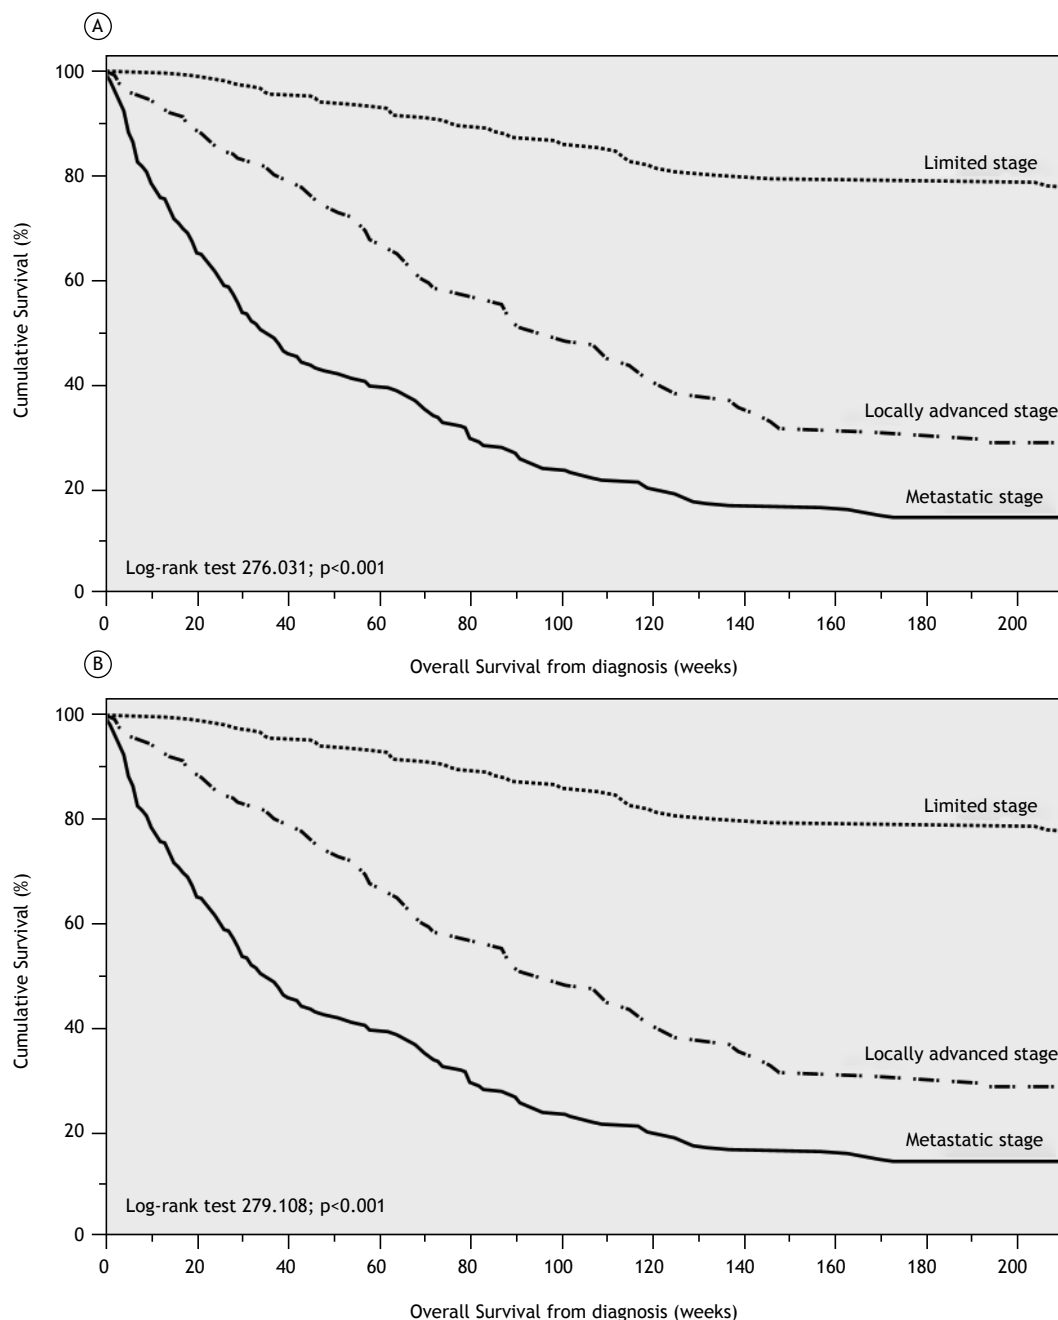 A
100
80
60
40
20
0
Cumulative Survival (%)
Limited stage
Locally advanced stage
Metastatic stage
Log-rank test 276.031; p<0.001
0 20 40 60 80 100 120 140 160 180 200
Overall Survival from diagnosis (weeks)
B
100
80
60
40
20
0
Cumulative Survival (%)
Limited stage
Locally advanced stage
Metastatic stage
Log-rank test 279.108; p<0.001
0 20 40 60 80 100 120 140 160 180 200
Overall Survival from diagnosis (weeks)